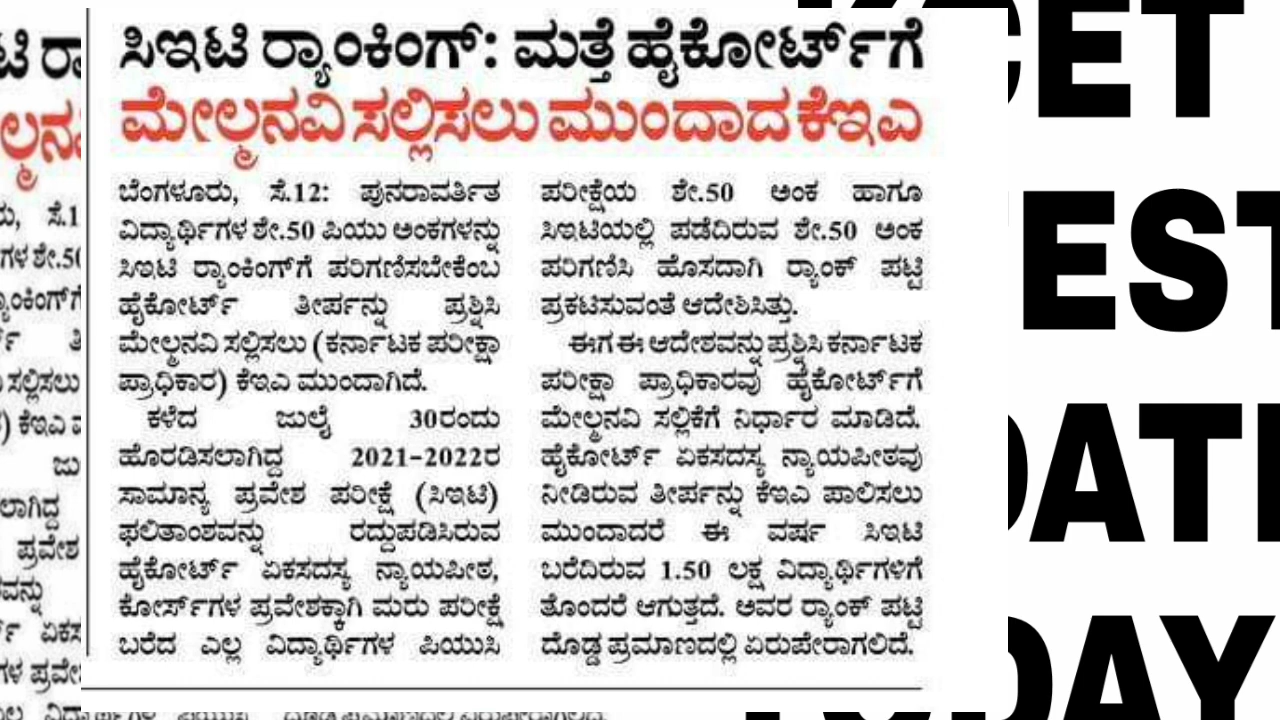 ಸಿಇಟಿ ರ‍್ಯಾಂಕಿಂಗ್: ಮತ್ತೆ ಹೈಕೋರ್ಟ್‌ಗೆ
ಮೇಲ್ಮನವಿ ಸಲ್ಲಿಸಲು ಮುಂದಾದ ಕೆಇಎ
ಬೆಂಗಳೂರು, ಸೆ.12: ಪುನರಾವರ್ತಿತ
ವಿದ್ಯಾರ್ಥಿಗಳ ಶೇ.50 ಪಿಯು ಅಂಕಗಳನ್ನು
ಸಿಇಟಿ ರ‍್ಯಾಂಕಿಂಗ್‌ಗೆ ಪರಿಗಣಿಸಬೇಕೆಂಬ
ಹೈಕೋರ್ಟ್ ತೀರ್ಪನ್ನು ಪ್ರಶ್ನಿಸಿ
ಮೇಲ್ಮನವಿ ಸಲ್ಲಿಸಲು (ಕರ್ನಾಟಕ ಪರೀಕ್ಷಾ
ಪ್ರಾಧಿಕಾರ) ಕೆಇಎ ಮುಂದಾಗಿದೆ.
ಕಳೆದ ಜುಲೈ 30ರಂದು
ಹೊರಡಿಸಲಾಗಿದ್ದ 2021-2022ರ
ಸಾಮಾನ್ಯ ಪ್ರವೇಶ ಪರೀಕ್ಷೆ (ಸಿಇಟಿ)
ಫಲಿತಾಂಶವನ್ನು ರದ್ದುಪಡಿಸಿರುವ
ಹೈಕೋರ್ಟ್ ಏಕಸದಸ್ಯ ನ್ಯಾಯಪೀಠ,
ಕೋರ್ಸ್‌ಗಳ ಪ್ರವೇಶಕ್ಕಾಗಿ ಮರು ಪರೀಕ್ಷೆ
ಬರೆದ ಎಲ್ಲ ವಿದ್ಯಾರ್ಥಿಗಳ ಪಿಯುಸಿ
ಪರೀಕ್ಷೆಯ ಶೇ.50 ಅಂಕ ಹಾಗೂ
ಸಿಇಟಿಯಲ್ಲಿ ಪಡೆದಿರುವ ಶೇ.50 ಅಂಕ
ಪರಿಗಣಿಸಿ ಹೊಸದಾಗಿ ರ‍್ಯಾಂಕ್ ಪಟ್ಟಿ
ಪ್ರಕಟಿಸುವಂತೆ ಆದೇಶಿಸಿತ್ತು.
ಈಗ ಈ ಆದೇಶವನ್ನು ಪ್ರಶ್ನಿಸಿ ಕರ್ನಾಟಕ
ಪರೀಕ್ಷಾ ಪ್ರಾಧಿಕಾರವು ಹೈಕೋರ್ಟ್‌ಗೆ
ಮೇಲ್ಮನವಿ ಸಲ್ಲಿಕೆಗೆ ನಿರ್ಧಾರ ಮಾಡಿದೆ.
ಹೈಕೋರ್ಟ್ ಏಕಸದಸ್ಯ ನ್ಯಾಯಪೀಠವು
ನೀಡಿರುವ ತೀರ್ಪನ್ನು ಕೆಇಎ ಪಾಲಿಸಲು
ಮುಂದಾದರೆ ಈ ವರ್ಷ ಸಿಇಟಿ
ಬರೆದಿರುವ 1.50 ಲಕ್ಷ ವಿದ್ಯಾರ್ಥಿಗಳಿಗೆ
ತೊಂದರೆ ಆಗುತ್ತದೆ. ಅವರ ರ‍್ಯಾಂಕ್ ಪಟ್ಟಿ
ದೊಡ್ಡ ಪ್ರಮಾಣದಲ್ಲಿ ಏರುಪೇರಾಗಲಿದೆ.
CET
EST
DATE
ODAY